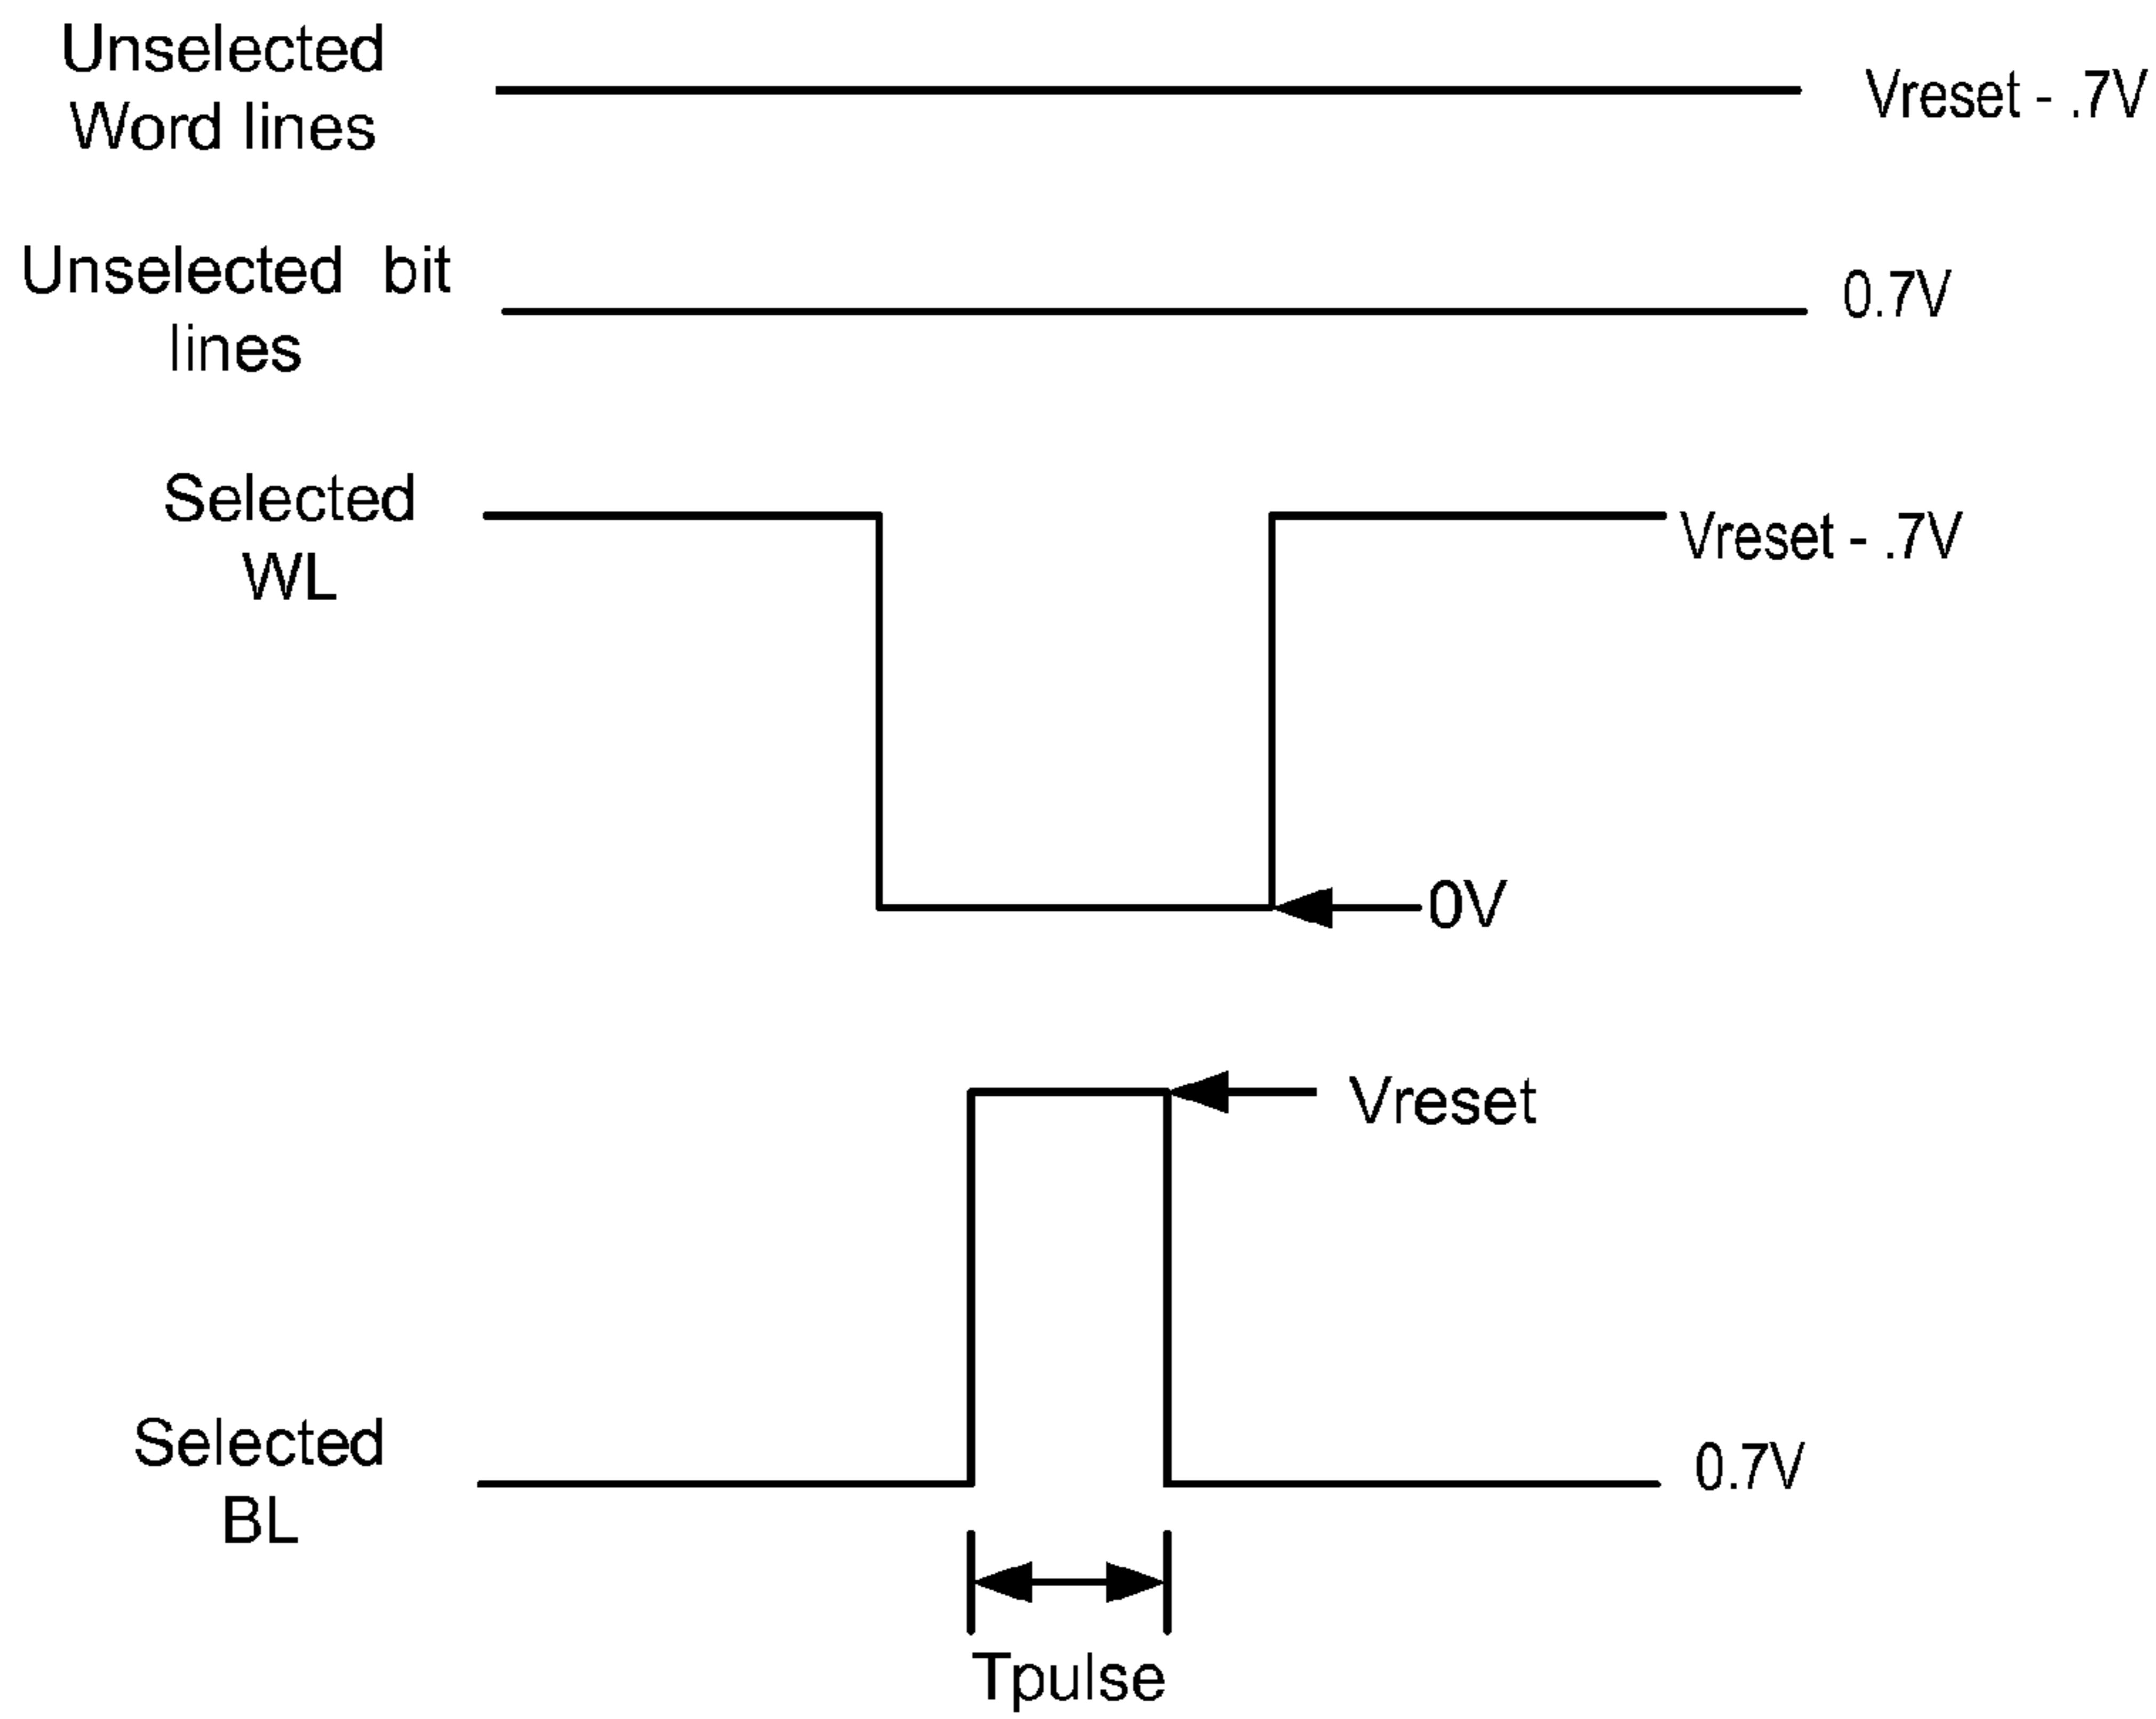 Unselected
Word lines
Vreset - .7V
Unselected bit
lines
0.7V
Selected
WL
Vreset - .7V
0V
Vreset
Selected
BL
0.7V
Tpulse